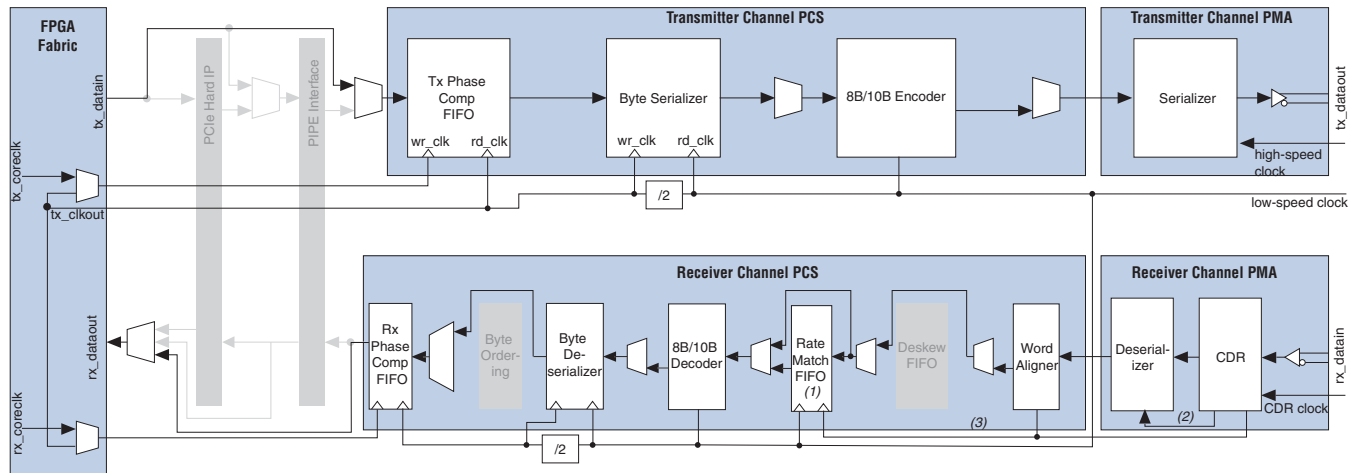 FPGA
Fabric
Transmitter Channel PCS
Transmitter Channel PMA
tx_datain
PCIe Hard IP
PIPE Interface
Tx Phase
Comp
FIFO
wr_clk
rd_clk
Byte Serializer
wr_clk
rd_clk
8B/10B Encoder
Serializer
tx_dataout
high-speed
clock
tx_coreclk
tx_clkout
/2
low-speed clock
Receiver Channel PCS
Receiver Channel PMA
rx_dataout
Rx
Phase
Comp
FIFO
Byte
Order-
ing
Byte
De-
serializer
8B/10B
Decoder
Rate
Match
FIFO
(1)
Deskew
FIFO
Word
Aligner
Deserial-
izer
CDR
rx_datain
CDR clock
(2)
(3)
rx_coreclk
/2